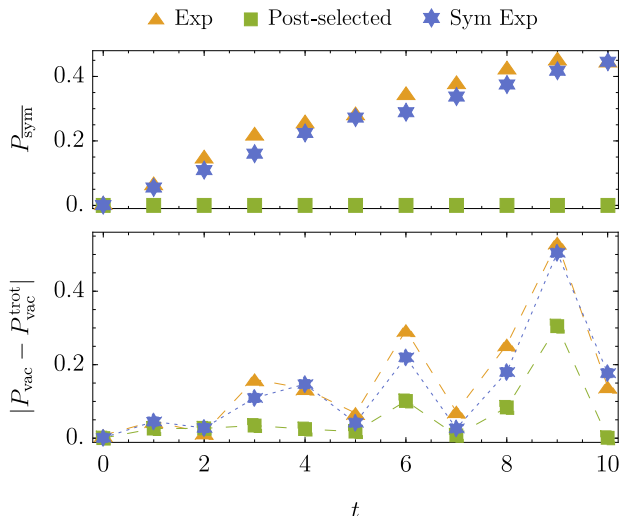 Exp Post-selected Sym Exp
0.4
0.2
0.
P_{\overline{sym}}
0.4
0.2
0.
|P_{vac} − P_{vac}^{trot}|
0 2 4 6 8 10
t